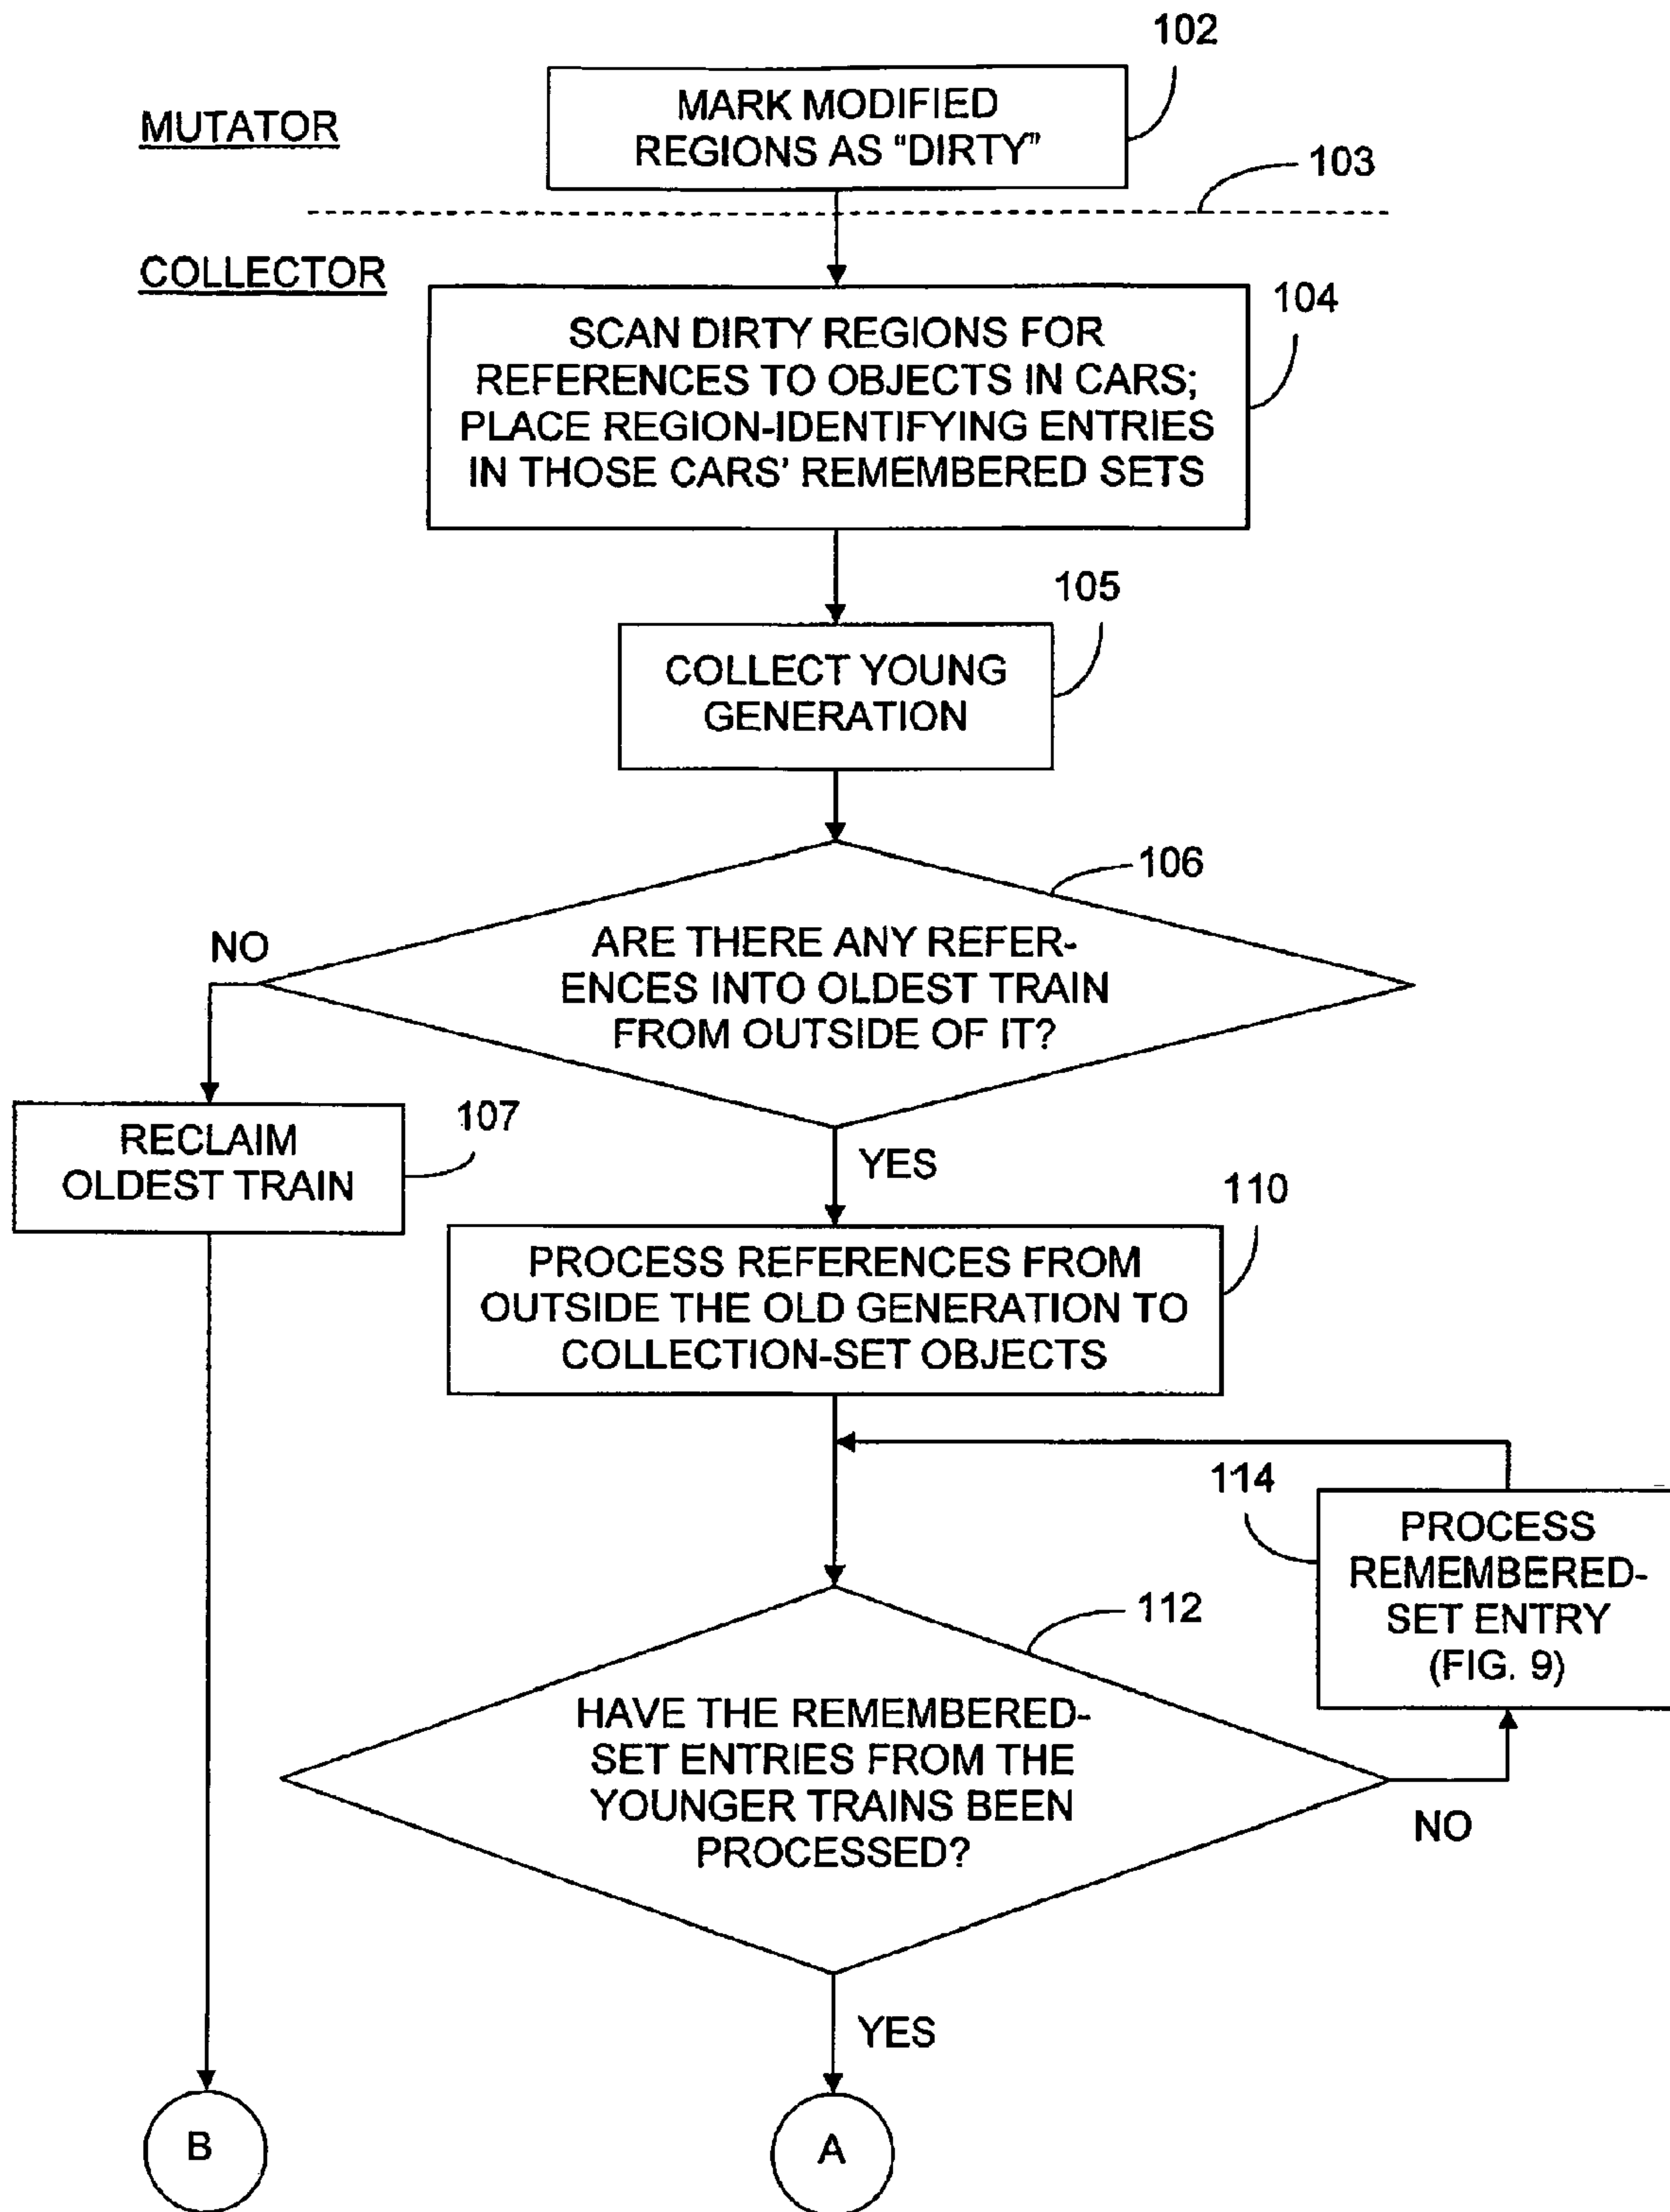 102
MUTATOR
MARK MODIFIED
REGIONS AS "DIRTY"
103
COLLECTOR
104
SCAN DIRTY REGIONS FOR
REFERENCES TO OBJECTS IN CARS;
PLACE REGION-IDENTIFYING ENTRIES
IN THOSE CARS' REMEMBERED SETS
105
COLLECT YOUNG
GENERATION
106
NO
ARE THERE ANY REFER-
ENCES INTO OLDEST TRAIN
FROM OUTSIDE OF IT?
107
RECLAIM
OLDEST TRAIN
YES
110
PROCESS REFERENCES FROM
OUTSIDE THE OLD GENERATION TO
COLLECTION-SET OBJECTS
114
PROCESS
REMEMBERED-
SET ENTRY
(FIG. 9)
112
HAVE THE REMEMBERED-
SET ENTRIES FROM THE
YOUNGER TRAINS BEEN
PROCESSED?
NO
YES
B
A